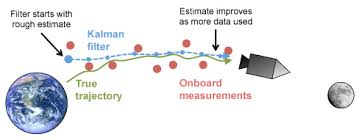 Filter starts with
rough estimate
Estimate improves
as more data used
Kalman
filter
True
trajectory
Onboard
measurements